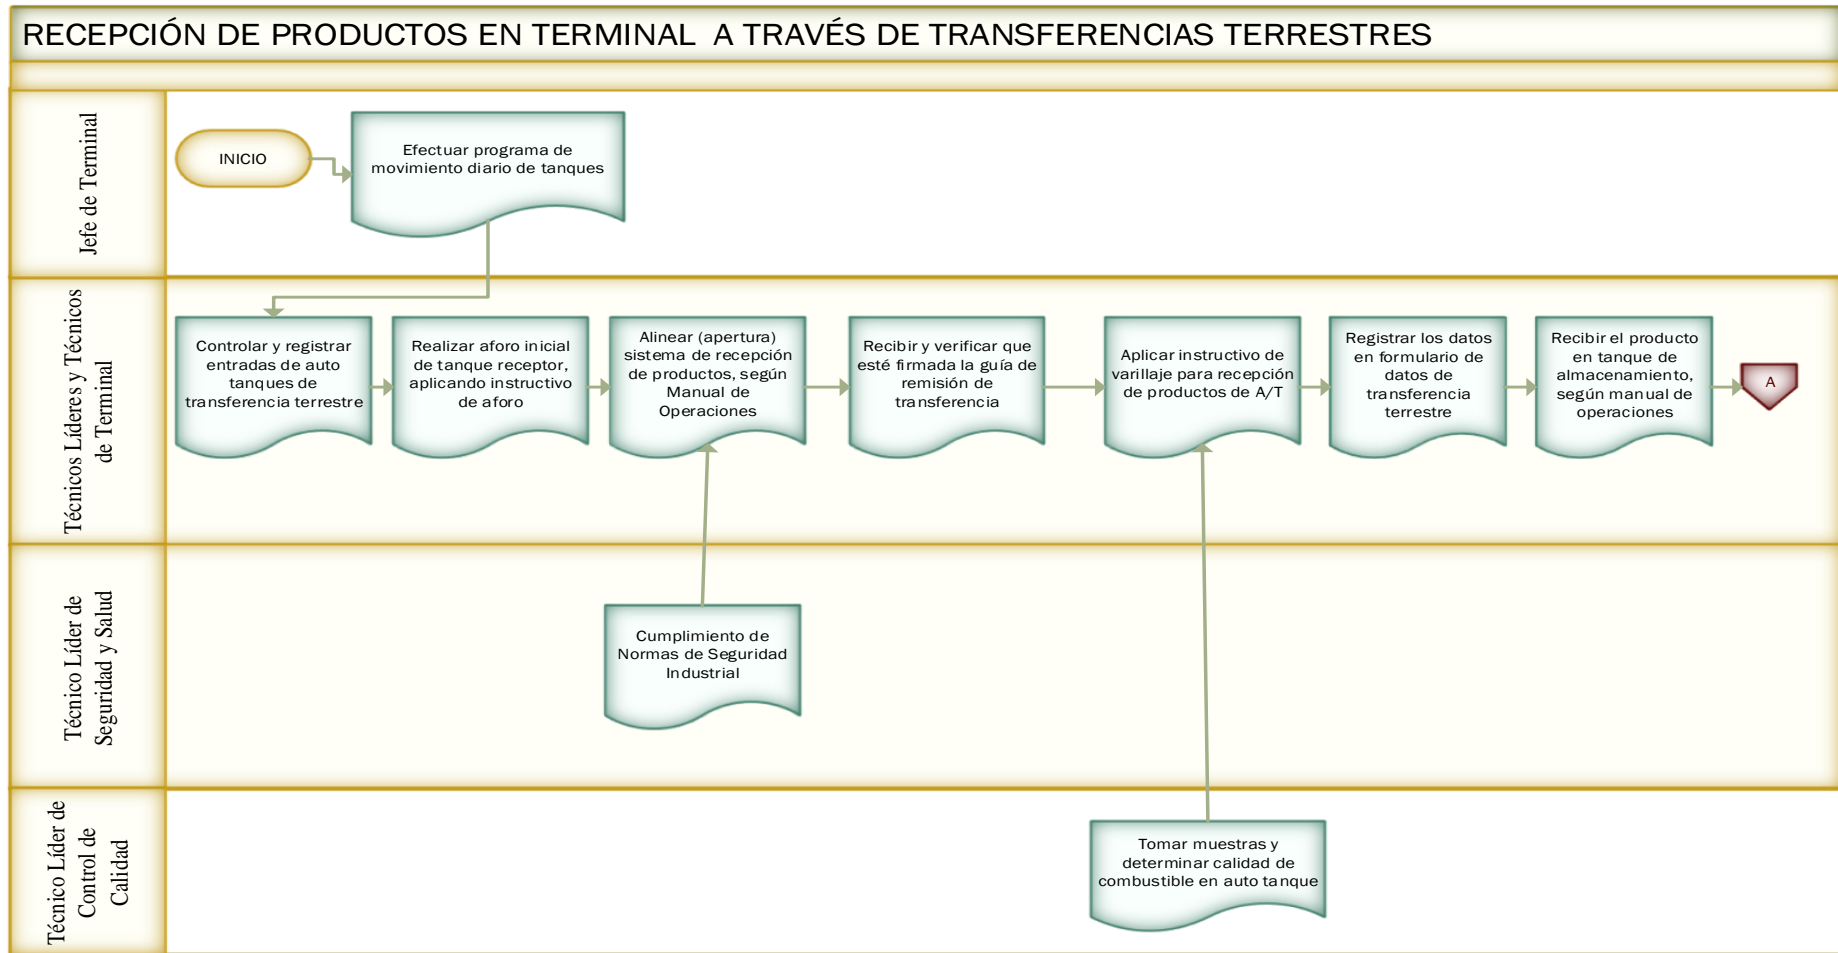 RECEPCIÓN DE PRODUCTOS EN TERMINAL A TRAVÉS DE TRANSFERENCIAS TERRESTRES
Jefe de Terminal
INICIO
Efectuar programa de
movimiento diario de tanques
Técnicos Líderes y Técnicos
de Terminal
Controlar y registrar
entradas de auto
tanques de
transferencia terrestre
Realizar aforo inicial
de tanque receptor,
aplicando instructivo
de aforo
Alinear (apertura)
sistema de recepción
de productos, según
Manual de
Operaciones
Recibir y verificar que
esté firmada la guía de
remisión de
transferencia
Aplicar instructivo de
varillaje para recepción
de productos de A/T
Registrar los datos
en formulario de
datos de
transferencia
terrestre
Recibir el producto
en tanque de
almacenamiento,
según manual de
operaciones
A
Técnico Líder de
Seguridad y Salud
Cumplimiento de
Normas de Seguridad
Industrial
Técnico Líder de
Control de
Calidad
Tomar muestras y
determinar calidad de
combustible en auto tanque